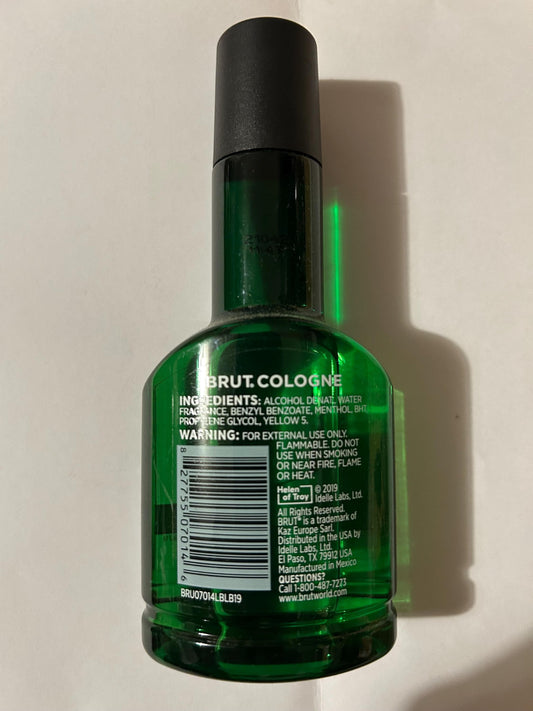 BRUT® COLOGNE
INGREDIENTS: ALCOHOL DENAT., WATER
FRAGRANCE, BENZYL BENZOATE, MENTHOL, BHT
PROPYLENE GLYCOL, YELLOW 5.
WARNING: FOR EXTERNAL USE ONLY.
FLAMMABLE. DO NOT
USE WHEN SMOKING
OR NEAR FIRE, FLAME
OR HEAT.
Helen
of Troy
© 2019
Idelle Labs, Ltd.
All Rights Reserved.
BRUT® is a trademark of
Kaz Europe Sarl.
Distributed in the USA by
Idelle Labs, Ltd.
El Paso, TX 79912 USA
Manufactured in Mexico
QUESTIONS?
Call 1-800-487-7273
www.brutworld.com
8 27755 07014 6
BRU07014LBLB19